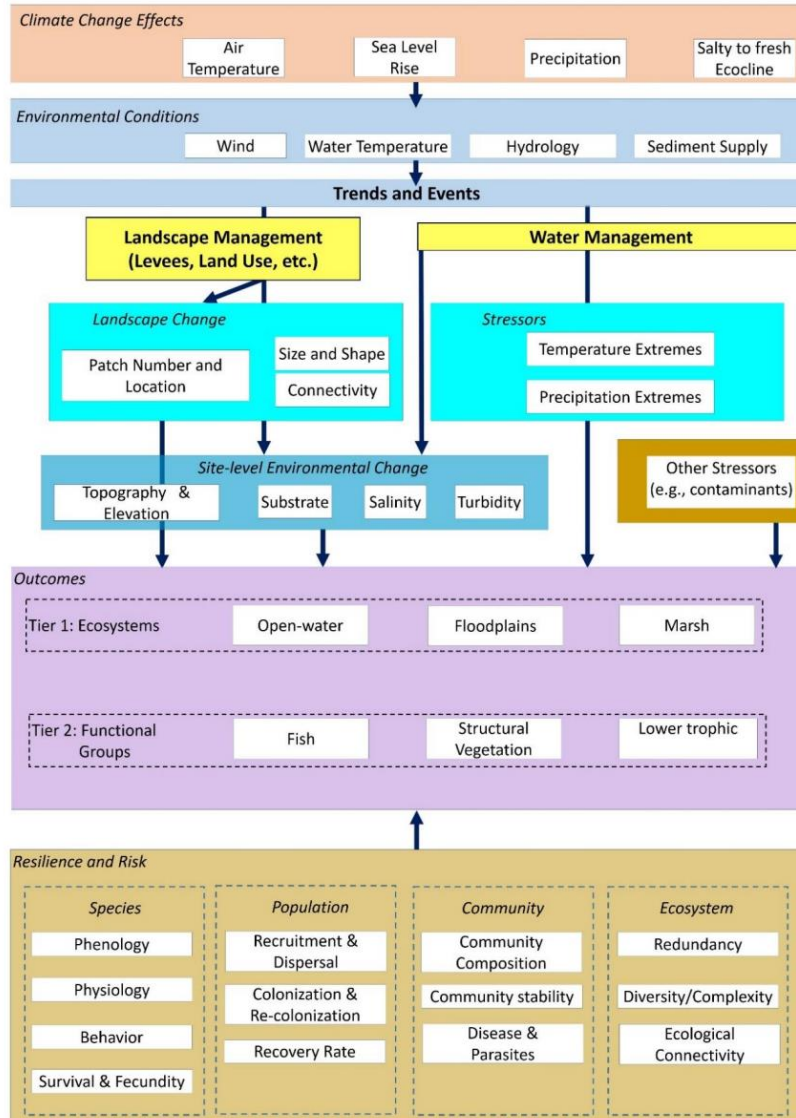 Climate Change Effects
Air
Temperature
Sea Level
Rise
Precipitation
Salty to fresh
Ecocline
Environmental Conditions
Wind
Water Temperature
Hydrology
Sediment Supply
Trends and Events
Landscape Management
(Levees, Land Use, etc.)
Water Management
Landscape Change
Patch Number and
Location
Size and Shape
Connectivity
Stressors
Temperature Extremes
Precipitation Extremes
Site-level Environmental Change
Topography &
Elevation
Substrate
Salinity
Turbidity
Other Stressors
(e.g., contaminants)
Outcomes
Tier 1: Ecosystems
Open-water
Floodplains
Marsh
Tier 2: Functional
Groups
Fish
Structural
Vegetation
Lower trophic
Resilience and Risk
Species
Phenology
Physiology
Behavior
Survival & Fecundity
Population
Recruitment &
Dispersal
Colonization &
Re-colonization
Recovery Rate
Community
Community
Composition
Community stability
Disease &
Parasites
Ecosystem
Redundancy
Diversity/Complexity
Ecological
Connectivity